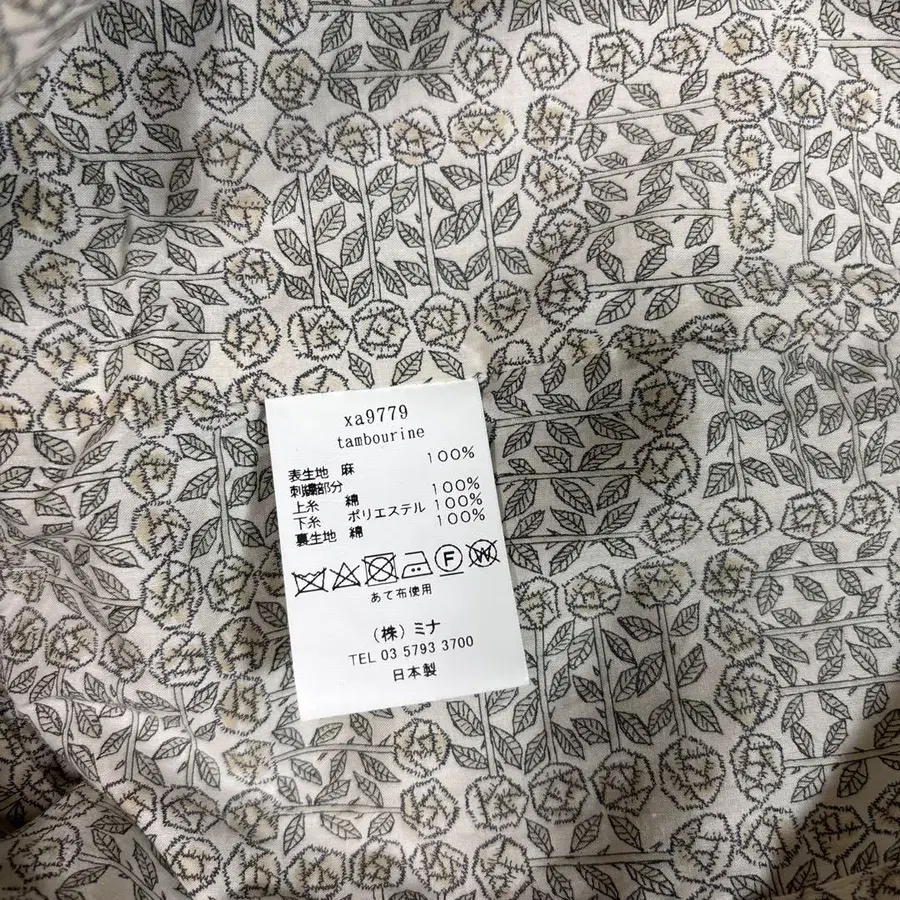 xa9779
tambourine
表生地 麻 100%
刺繍部分
上糸 綿 100%
下糸 ポリエステル 100%
裏生地 綿 100%
F W
あて布使用
(株)ミナ
TEL 03 5793 3700
日本製